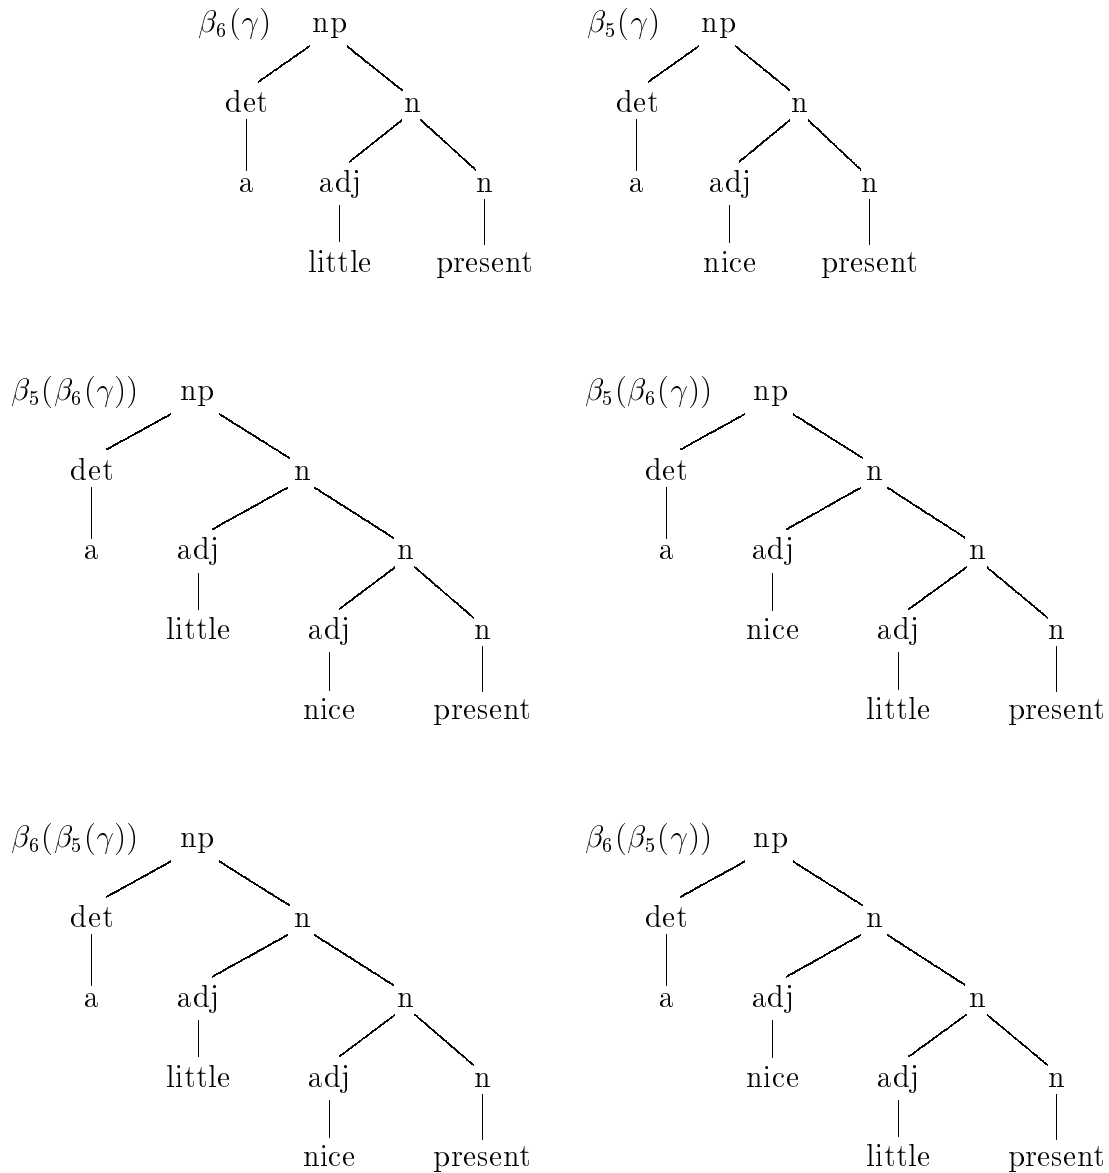 β₆(γ) np β₅(γ) np
det n det n
a adj n a adj n
little present nice present
β₅(β₆(γ)) np β₅(β₆(γ)) np
det n det n
a adj n a adj n
little adj n nice adj n
nice present little present
β₆(β₅(γ)) np β₆(β₅(γ)) np
det n det n
a adj n a adj n
little adj n nice adj n
nice present little present